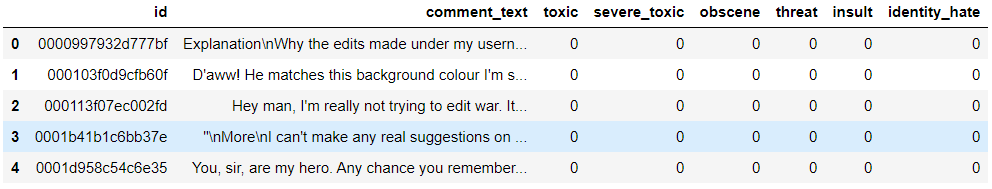 id comment_text toxic severe_toxic obscene threat insult identity_hate
0 0000997932d777bf Explanation\nWhy the edits made under my usern... 0 0 0 0 0 0
1 000103f0d9cfb60f D'aww! He matches this background colour I'm s... 0 0 0 0 0 0
2 000113f07ec002fd Hey man, I'm really not trying to edit war. It... 0 0 0 0 0 0
3 0001b41b1c6bb37e "\nMore\nI can't make any real suggestions on ... 0 0 0 0 0 0
4 0001d958c54c6e35 You, sir, are my hero. Any chance you remember... 0 0 0 0 0 0